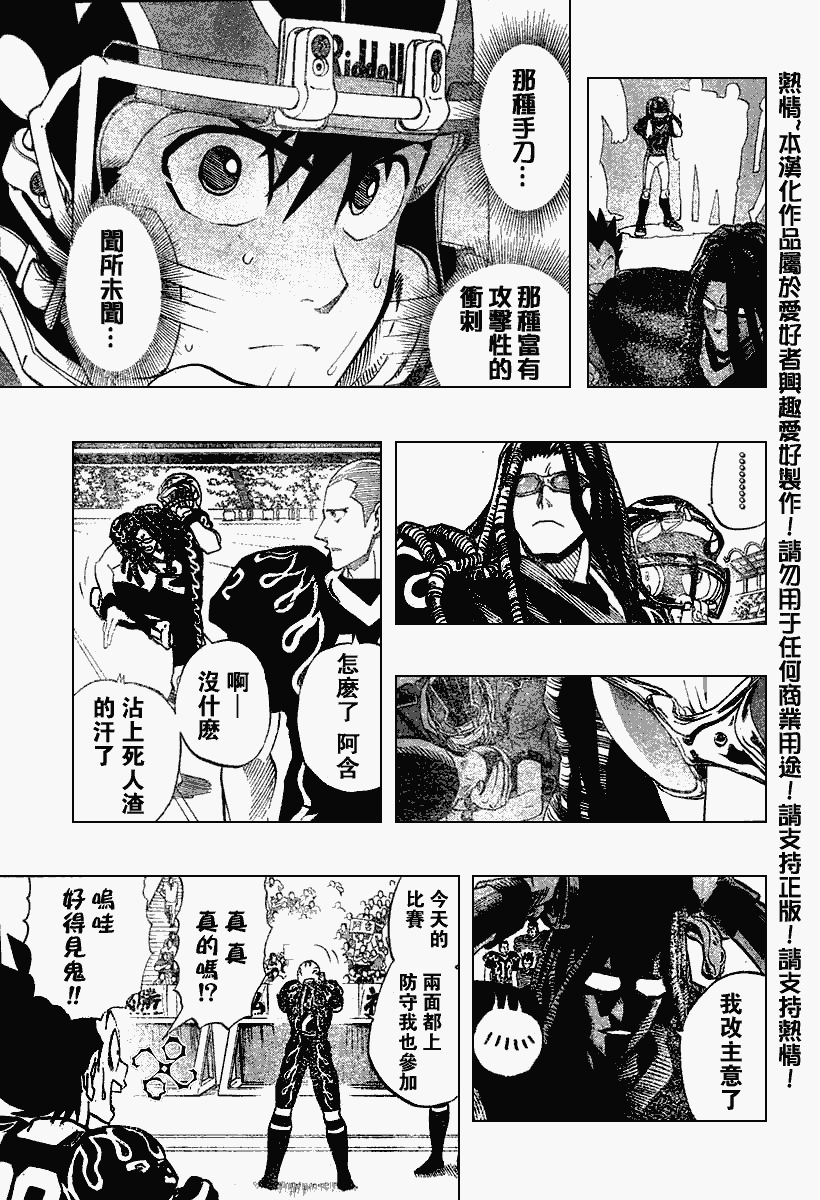 熱情、本漢化作品屬於愛好者興趣愛好製作！請勿用于任何商業用途！請支持正版！請支持熱情！
Riddell
那種手刀…
那種富有
攻擊性的
衝刺
聞所未聞…
………
怎麼了 阿含
啊—
沒什麼
沾上死人渣
的汗了
我改主意
了
今天的
比賽
兩面都上
防守我也參加
真 真
真的嗎!?
嗚哇
好得見鬼!!
勝